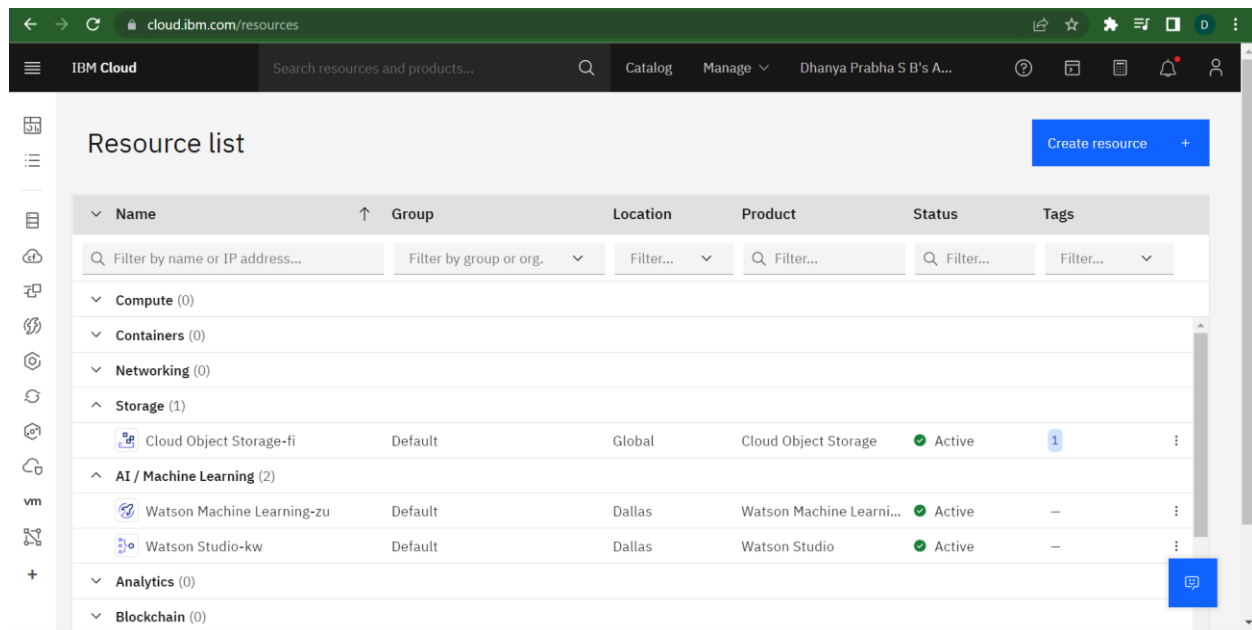 cloud.ibm.com/resources
D
IBM Cloud
Search resources and products...
Catalog
Manage
Dhanya Prabha S B's A...
Resource list
Create resource +
Name
Group
Location
Product
Status
Tags
Filter by name or IP address...
Filter by group or org.
Filter...
Filter...
Filter...
Filter...
Compute (0)
Containers (0)
Networking (0)
Storage (1)
Cloud Object Storage-fi Default Global Cloud Object Storage Active 1
AI / Machine Learning (2)
Watson Machine Learning-zu Default Dallas Watson Machine Learni... Active —
Watson Studio-kw Default Dallas Watson Studio Active —
Analytics (0)
Blockchain (0)
cf
vm
+